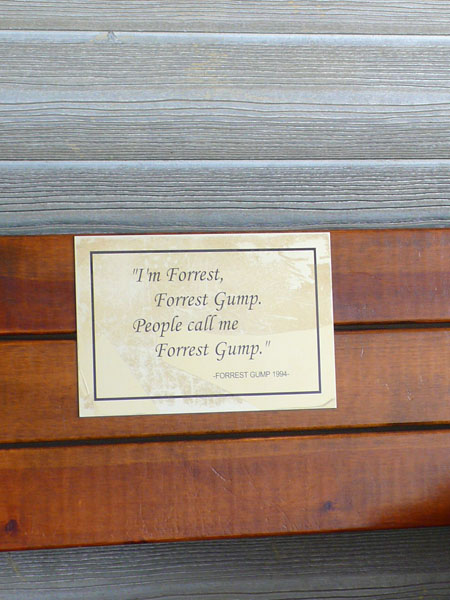 "I'm Forrest,
Forrest Gump.
People call me
Forrest Gump."
-FORREST GUMP 1994-